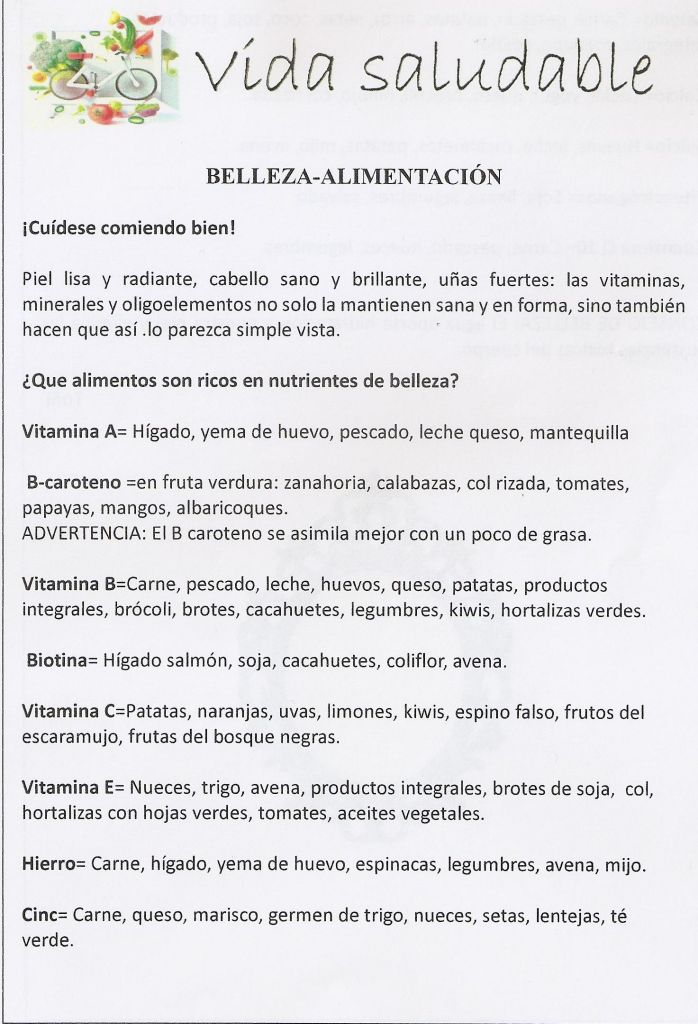 Vida saludable
BELLEZA-ALIMENTACIÓN
¡Cuídese comiendo bien!
Piel lisa y radiante, cabello sano y brillante, uñas fuertes: las vitaminas,
minerales y oligoelementos no solo la mantienen sana y en forma, sino también
hacen que así .lo parezca simple vista.
¿Que alimentos son ricos en nutrientes de belleza?
Vitamina A= Hígado, yema de huevo, pescado, leche queso, mantequilla
B-caroteno =en fruta verdura: zanahoria, calabazas, col rizada, tomates,
papayas, mangos, albaricoques.
ADVERTENCIA: El B caroteno se asimila mejor con un poco de grasa.
Vitamina B=Carne, pescado, leche, huevos, queso, patatas, productos
integrales, brócoli, brotes, cacahuetes, legumbres, kiwis, hortalizas verdes.
Biotina= Hígado salmón, soja, cacahuetes, coliflor, avena.
Vitamina C=Patatas, naranjas, uvas, limones, kiwis, espino falso, frutos del
escaramujo, frutas del bosque negras.
Vitamina E= Nueces, trigo, avena, productos integrales, brotes de soja, col,
hortalizas con hojas verdes, tomates, aceites vegetales.
Hierro= Carne, hígado, yema de huevo, espinacas, legumbres, avena, mijo.
Cinc= Carne, queso, marisco, germen de trigo, nueces, setas, lentejas, té
verde.